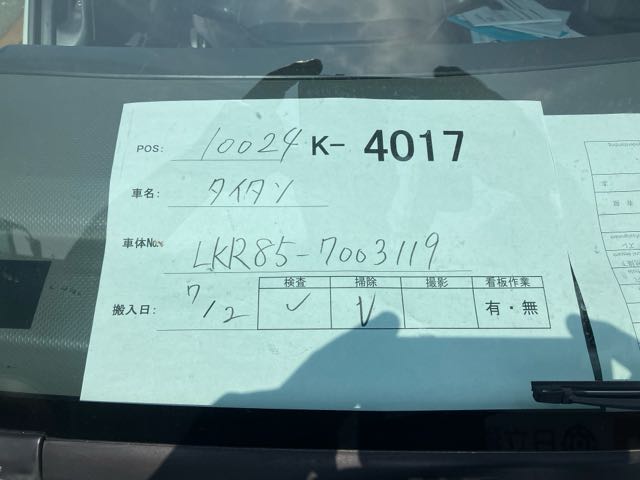 POS: 10024 K- 4017
車名: タイタン
車体No. LKR85-7003119
検査 掃除 撮影 看板作業
搬入日: 7/2 ✓ ✓ 有・無